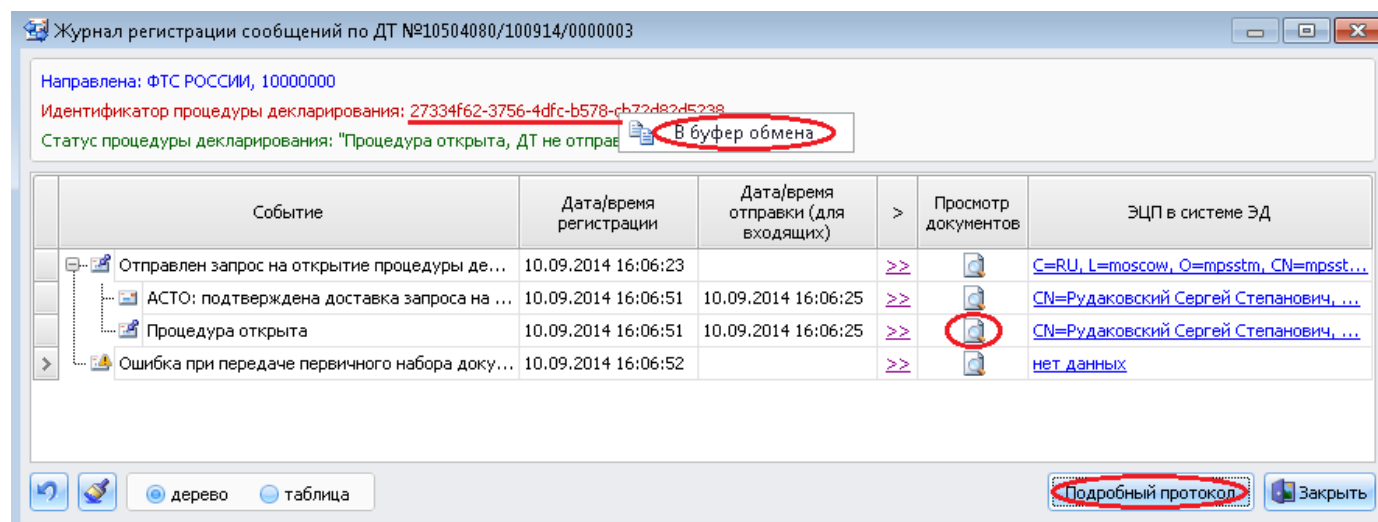 Журнал регистрации сообщений по ДТ №10504080/100914/0000003
Направлена: ФТС РОССИИ, 10000000
Идентификатор процедуры декларирования: 27334f62-3756-4dfc-b578-cb72d82d5238
В буфер обмена
Статус процедуры декларирования: "Процедура открыта, ДТ не отправ
Событие
Дата/время регистрации
Дата/время отправки (для входящих)
>
Просмотр документов
ЭЦП в системе ЭД
Отправлен запрос на открытие процедуры де... 10.09.2014 16:06:23 >> C=RU, L=moscow, O=mpsstm, CN=mpsst...
АСТО: подтверждена доставка запроса на ... 10.09.2014 16:06:51 10.09.2014 16:06:25 >> CN=Рудаковский Сергей Степанович, ...
Процедура открыта 10.09.2014 16:06:51 10.09.2014 16:06:25 >> CN=Рудаковский Сергей Степанович, ...
> Ошибка при передаче первичного набора доку... 10.09.2014 16:06:52 >> нет данных
дерево таблица Подробный протокол Закрыть